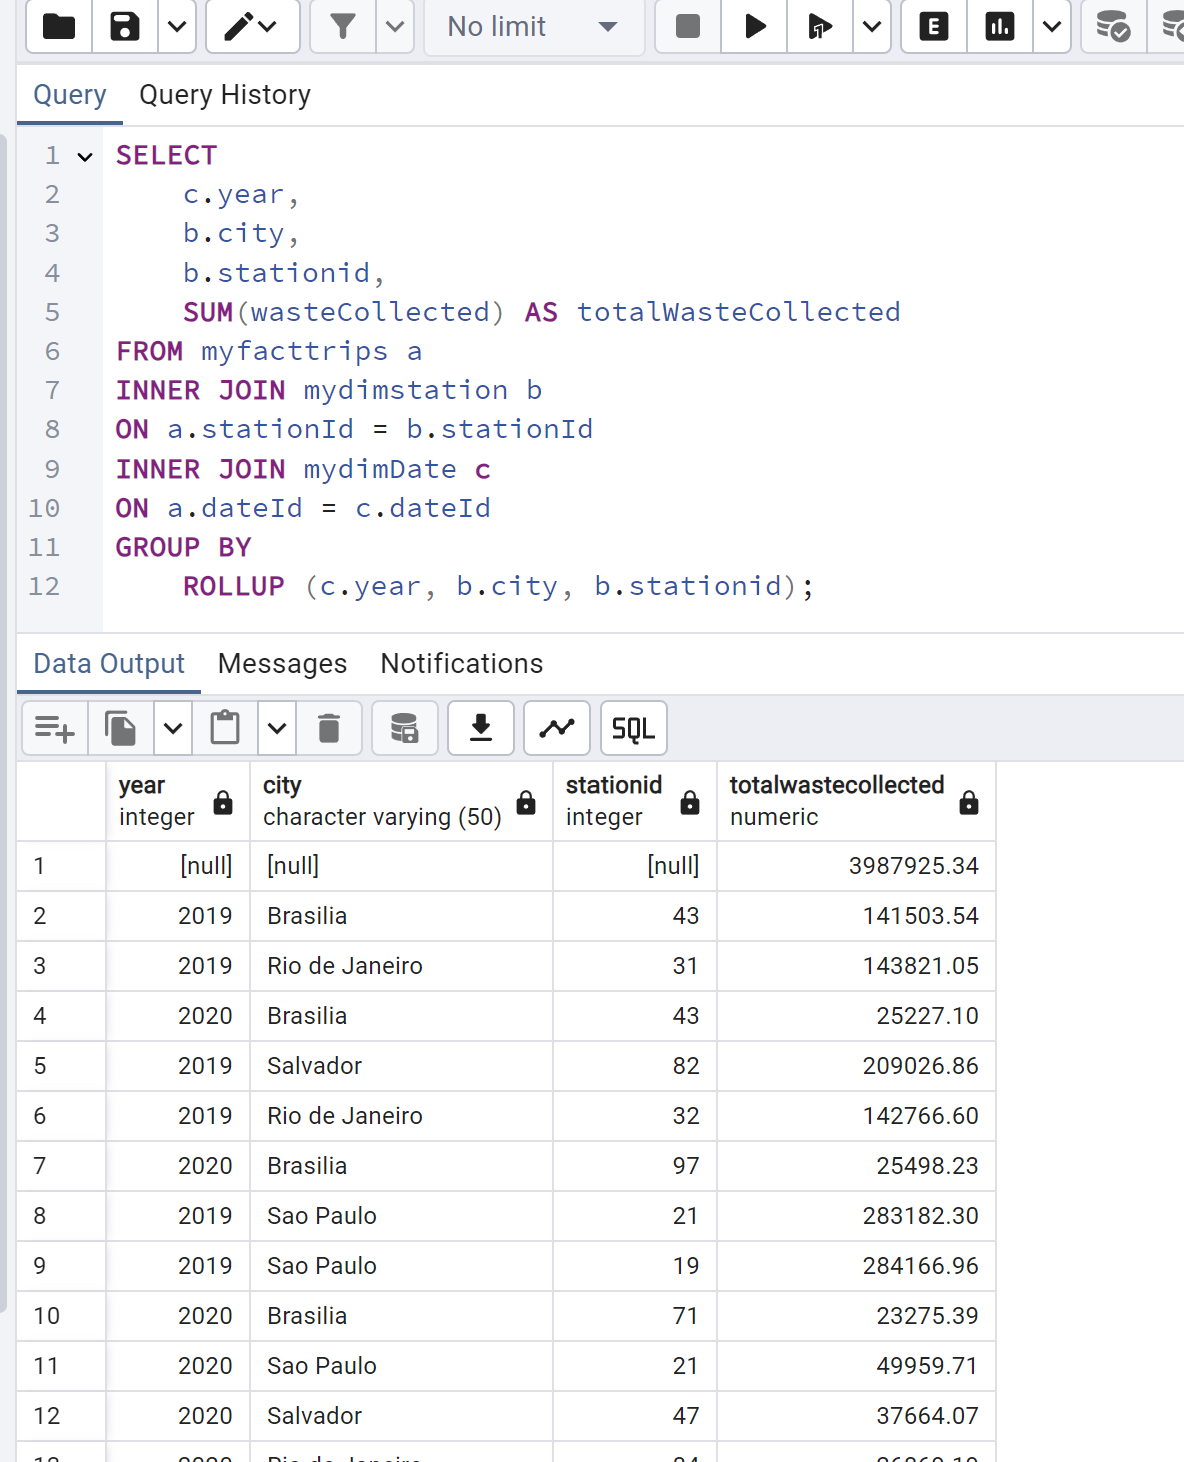 No limit
E
Query Query History
1 SELECT
2 c.year,
3 b.city,
4 b.stationid,
5 SUM(wasteCollected) AS totalWasteCollected
6 FROM myfacttrips a
7 INNER JOIN mydimstation b
8 ON a.stationId = b.stationId
9 INNER JOIN mydimDate c
10 ON a.dateId = c.dateId
11 GROUP BY
12 ROLLUP (c.year, b.city, b.stationid);
Data Output Messages Notifications
SQL
year city stationid totalwastecollected
integer character varying (50) integer numeric
1 [null] [null] [null] 3987925.34
2 2019 Brasilia 43 141503.54
3 2019 Rio de Janeiro 31 143821.05
4 2020 Brasilia 43 25227.10
5 2019 Salvador 82 209026.86
6 2019 Rio de Janeiro 32 142766.60
7 2020 Brasilia 97 25498.23
8 2019 Sao Paulo 21 283182.30
9 2019 Sao Paulo 19 284166.96
10 2020 Brasilia 71 23275.39
11 2020 Sao Paulo 21 49959.71
12 2020 Salvador 47 37664.07